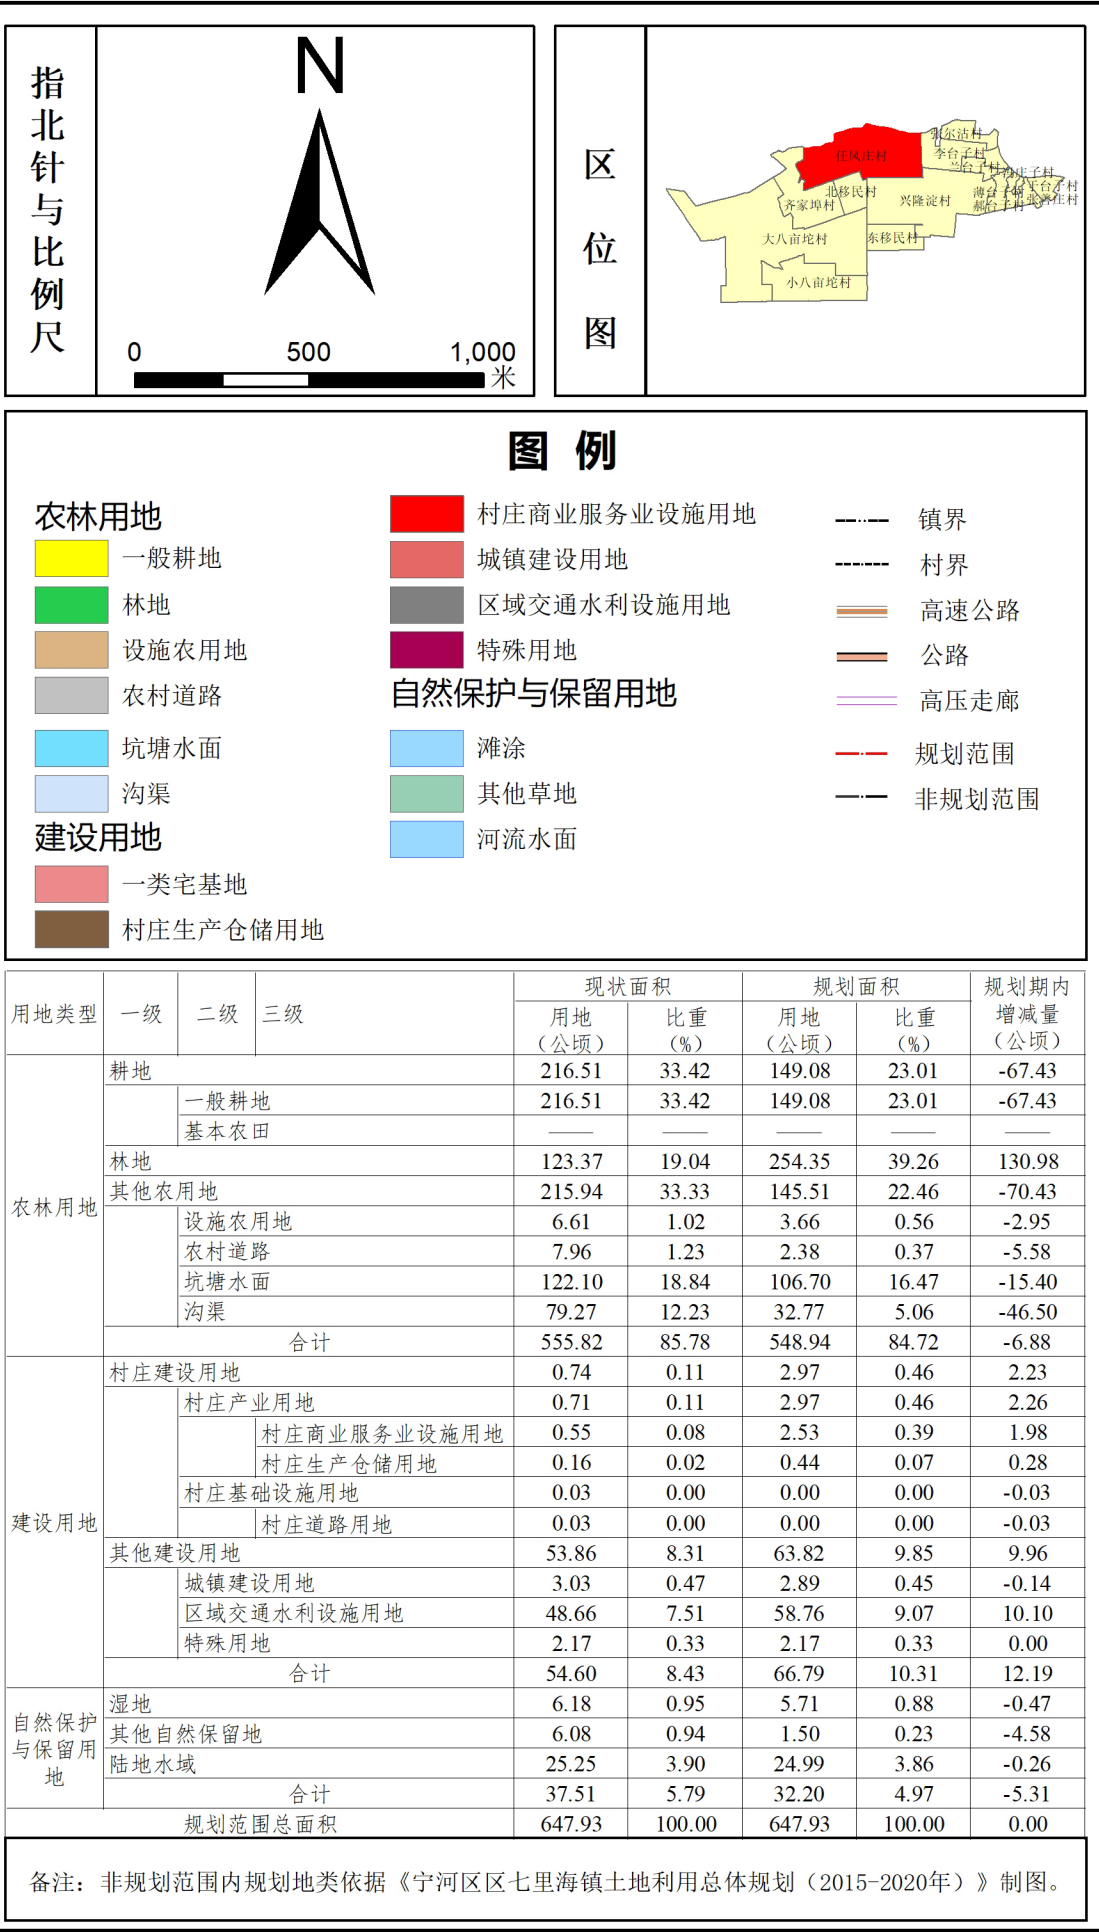 指北针与比例尺
N
0 500 1,000
米
区位图
张尔沽村
任凤庄村
李台子村
兰台子村
北移民村
齐家埠村
兴隆淀村
薄台子村
于台子村
郝台子村
张善庄村
大八亩坨村
东移民村
小八亩坨村
图 例
农林用地
一般耕地
林地
设施农用地
农村道路
坑塘水面
沟渠
建设用地
一类宅基地
村庄生产仓储用地
村庄商业服务业设施用地
城镇建设用地
区域交通水利设施用地
特殊用地
自然保护与保留用地
滩涂
其他草地
河流水面
镇界
村界
高速公路
公路
高压走廊
规划范围
非规划范围
用地类型 一级 二级 三级 现状面积 规划面积 规划期内增减量(公顷)
用地(公顷) 比重(%) 用地(公顷) 比重(%)
农林用地
耕地 216.51 33.42 149.08 23.01 -67.43
一般耕地 216.51 33.42 149.08 23.01 -67.43
基本农田 —— —— —— —— ——
林地 123.37 19.04 254.35 39.26 130.98
其他农用地 215.94 33.33 145.51 22.46 -70.43
设施农用地 6.61 1.02 3.66 0.56 -2.95
农村道路 7.96 1.23 2.38 0.37 -5.58
坑塘水面 122.10 18.84 106.70 16.47 -15.40
沟渠 79.27 12.23 32.77 5.06 -46.50
合计 555.82 85.78 548.94 84.72 -6.88
建设用地
村庄建设用地 0.74 0.11 2.97 0.46 2.23
村庄产业用地 0.71 0.11 2.97 0.46 2.26
村庄商业服务业设施用地 0.55 0.08 2.53 0.39 1.98
村庄生产仓储用地 0.16 0.02 0.44 0.07 0.28
村庄基础设施用地 0.03 0.00 0.00 0.00 -0.03
村庄道路用地 0.03 0.00 0.00 0.00 -0.03
其他建设用地 53.86 8.31 63.82 9.85 9.96
城镇建设用地 3.03 0.47 2.89 0.45 -0.14
区域交通水利设施用地 48.66 7.51 58.76 9.07 10.10
特殊用地 2.17 0.33 2.17 0.33 0.00
合计 54.60 8.43 66.79 10.31 12.19
自然保护与保留用地
湿地 6.18 0.95 5.71 0.88 -0.47
其他自然保留地 6.08 0.94 1.50 0.23 -4.58
陆地水域 25.25 3.90 24.99 3.86 -0.26
合计 37.51 5.79 32.20 4.97 -5.31
规划范围总面积 647.93 100.00 647.93 100.00 0.00
备注：非规划范围内规划地类依据《宁河区区七里海镇土地利用总体规划（2015-2020年）》制图。